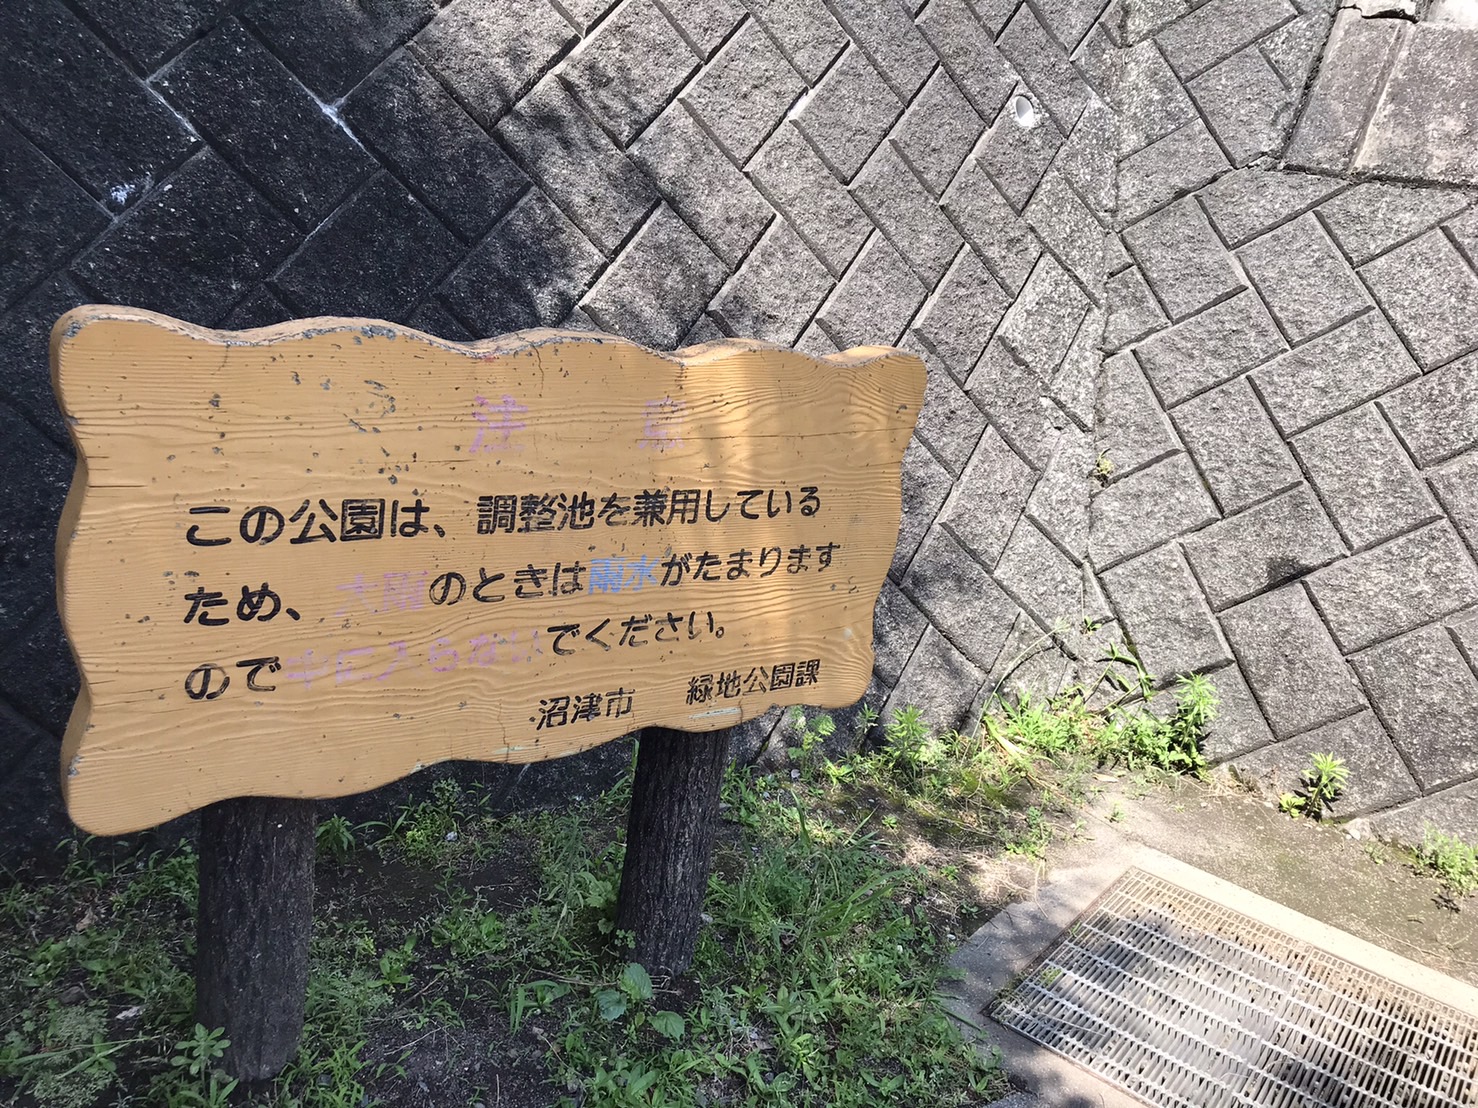 注 意
この公園は、調整池を兼用している
ため、大雨のときは雨水がたまります
ので中に入らないでください。
沼津市 緑地公園課